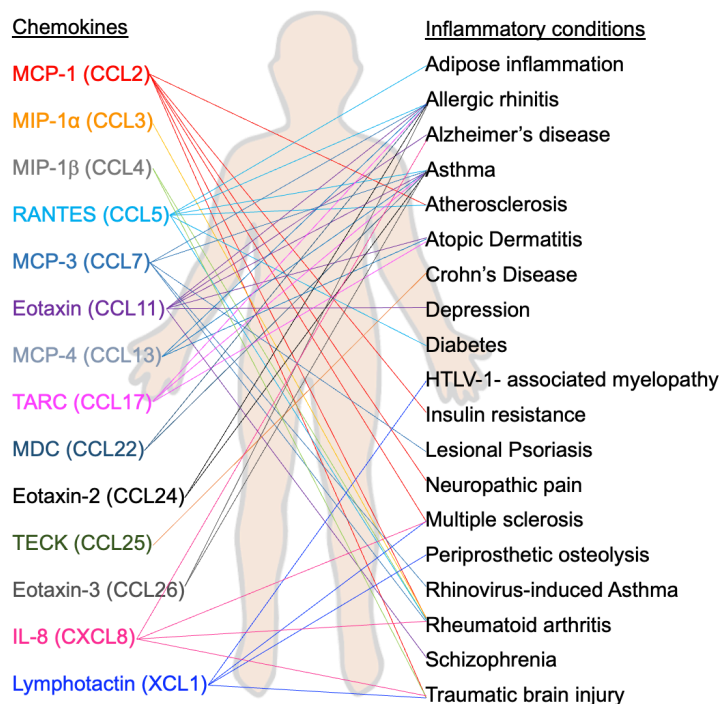 Chemokines
MCP-1 (CCL2)
MIP-1α (CCL3)
MIP-1β (CCL4)
RANTES (CCL5)
MCP-3 (CCL7)
Eotaxin (CCL11)
MCP-4 (CCL13)
TARC (CCL17)
MDC (CCL22)
Eotaxin-2 (CCL24)
TECK (CCL25)
Eotaxin-3 (CCL26)
IL-8 (CXCL8)
Lymphotactin (XCL1)
Inflammatory conditions
Adipose inflammation
Allergic rhinitis
Alzheimer’s disease
Asthma
Atherosclerosis
Atopic Dermatitis
Crohn’s Disease
Depression
Diabetes
HTLV-1- associated myelopathy
Insulin resistance
Lesional Psoriasis
Neuropathic pain
Multiple sclerosis
Periprosthetic osteolysis
Rhinovirus-induced Asthma
Rheumatoid arthritis
Schizophrenia
Traumatic brain injury